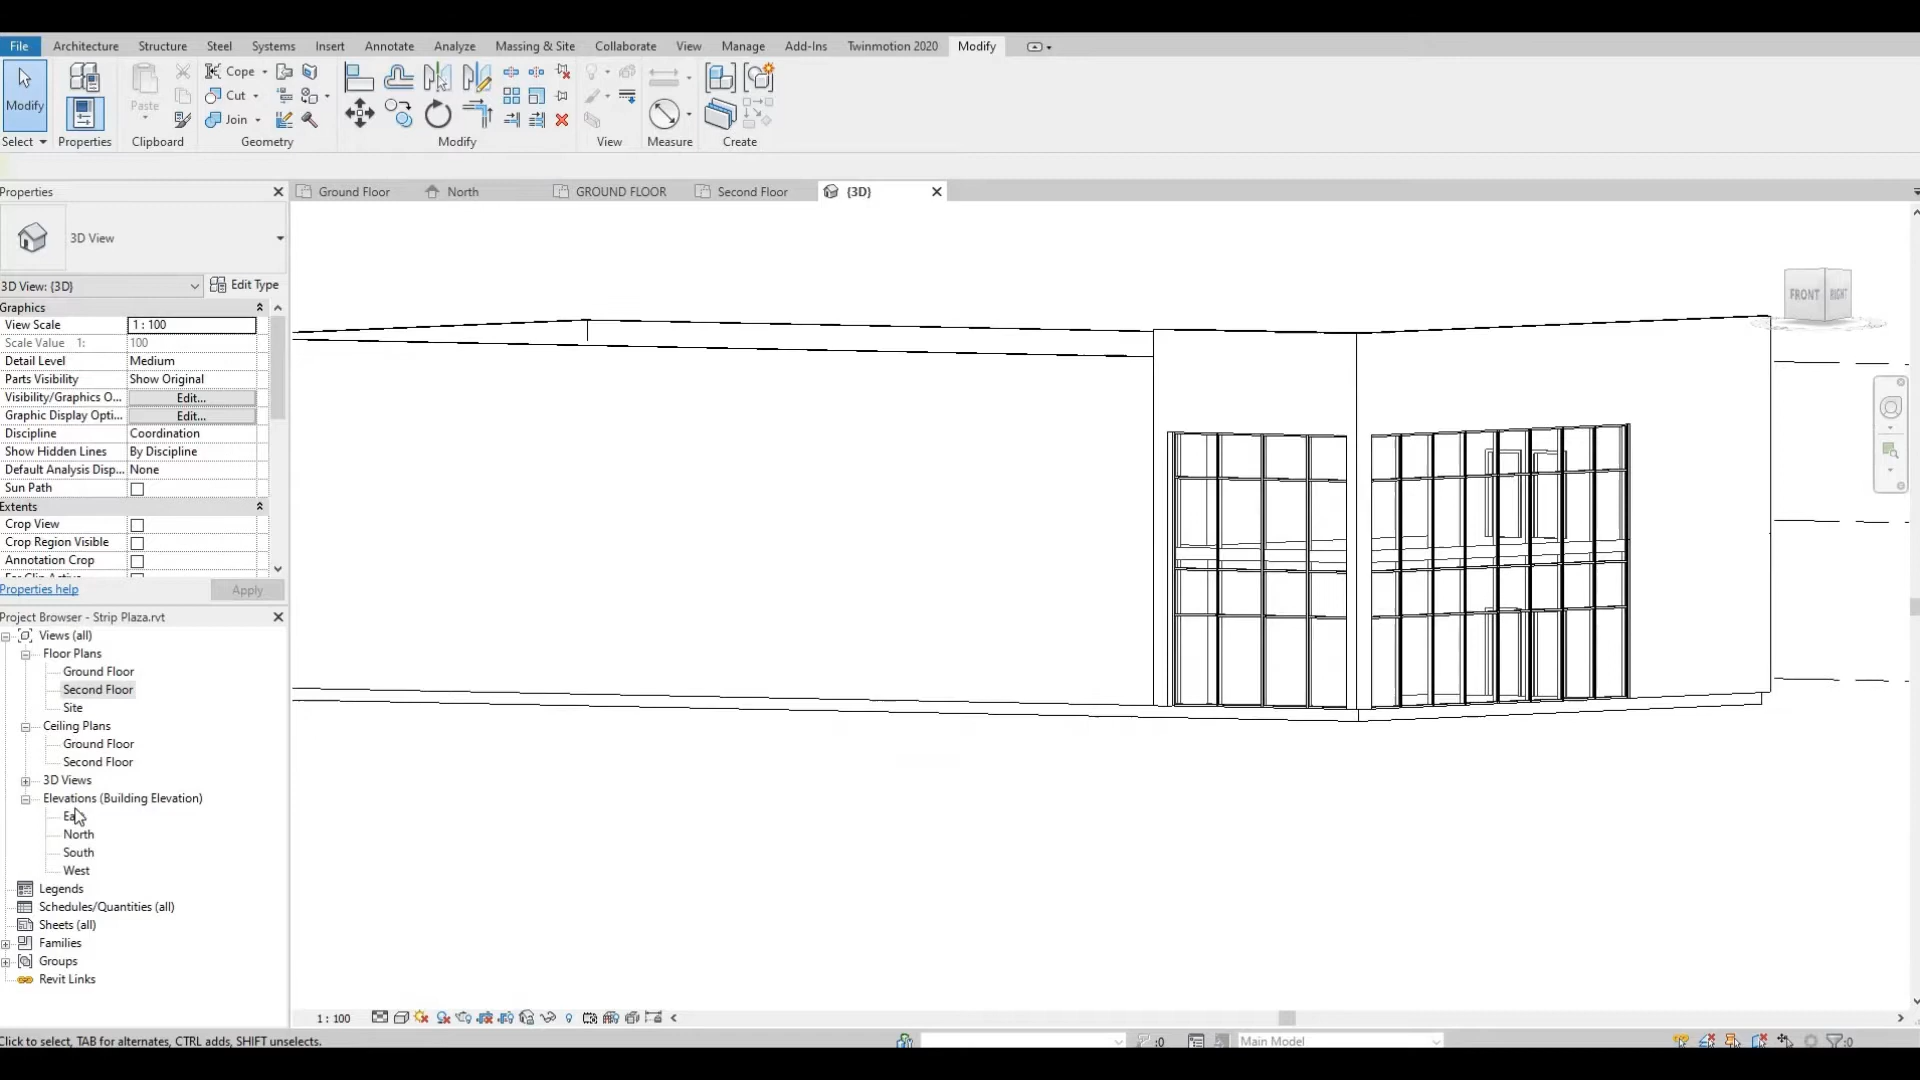 File Architecture Structure Steel Systems Insert Annotate Analyze Massing & Site Collaborate View Manage Add-Ins Twinmotion 2020 Modify
Modify Paste Cope Cut Join
Select Properties Clipboard Geometry Modify View Measure Create
Properties
Ground Floor North GROUND FLOOR Second Floor {3D}
3D View
3D View: {3D} Edit Type
Graphics
View Scale 1 : 100
Scale Value 1: 100
Detail Level Medium
Parts Visibility Show Original
Visibility/Graphics O... Edit...
Graphic Display Opti... Edit...
Discipline Coordination
Show Hidden Lines By Discipline
Default Analysis Disp... None
Sun Path
Extents
Crop View
Crop Region Visible
Annotation Crop
Properties help Apply
Project Browser - Strip Plaza.rvt
Views (all)
Floor Plans
Ground Floor
Second Floor
Site
Ceiling Plans
Ground Floor
Second Floor
3D Views
Elevations (Building Elevation)
North
South
West
Legends
Schedules/Quantities (all)
Sheets (all)
Families
Groups
Revit Links
FRONT RIGHT
1 : 100
Click to select, TAB for alternates, CTRL adds, SHIFT unselects.
:0 Main Model :0